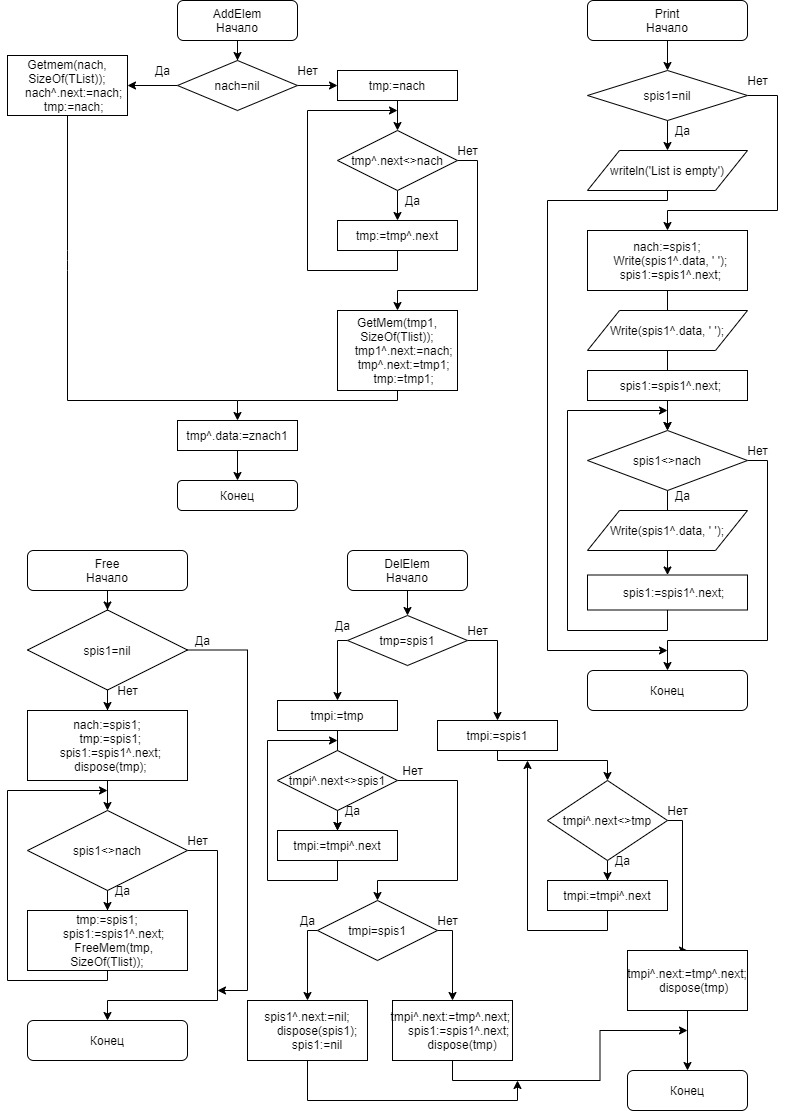 AddElem
Начало
nach=nil
Да
Нет
Getmem(nach,
SizeOf(TList));
nach^.next:=nach;
tmp:=nach;
tmp:=nach
tmp^.next<>nach
Нет
Да
tmp:=tmp^.next
GetMem(tmp1,
SizeOf(Tlist));
tmp1^.next:=nach;
tmp^.next:=tmp1;
tmp:=tmp1;
tmp^.data:=znach1
Конец
Print
Начало
spis1=nil
Нет
Да
writeln('List is empty')
nach:=spis1;
Write(spis1^.data, ' ');
spis1:=spis1^.next;
Write(spis1^.data, ' ');
spis1:=spis1^.next;
spis1<>nach
Нет
Да
Write(spis1^.data, ' ');
spis1:=spis1^.next;
Конец
Free
Начало
spis1=nil
Да
Нет
nach:=spis1;
tmp:=spis1;
spis1:=spis1^.next;
dispose(tmp);
spis1<>nach
Нет
Да
tmp:=spis1;
spis1:=spis1^.next;
FreeMem(tmp,
SizeOf(Tlist));
Конец
DelElem
Начало
tmp=spis1
Да
Нет
tmpi:=tmp
tmpi^.next<>spis1
Нет
Да
tmpi:=tmpi^.next
tmpi=spis1
Да
Нет
spis1^.next:=nil;
dispose(spis1);
spis1:=nil
tmpi^.next:=tmp^.next;
spis1:=spis1^.next;
dispose(tmp)
tmpi:=spis1
tmpi^.next<>tmp
Нет
Да
tmpi:=tmpi^.next
tmpi^.next:=tmp^.next;
dispose(tmp)
Конец